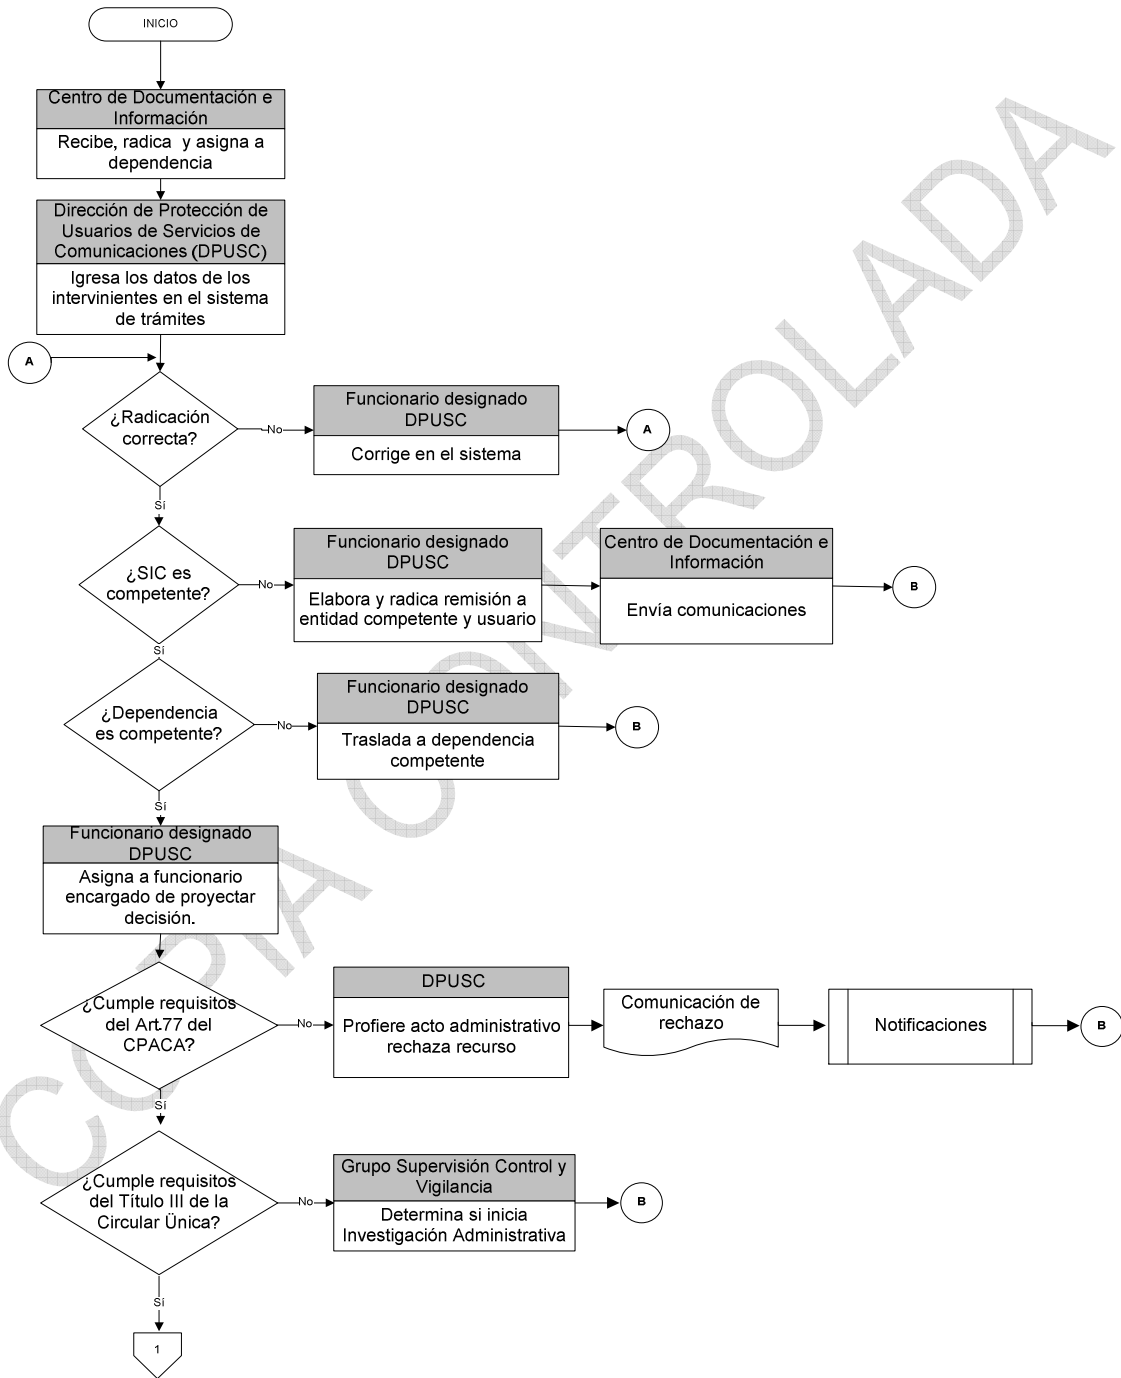 INICIO
Centro de Documentación e
Información
Recibe, radica y asigna a
dependencia
Dirección de Protección de
Usuarios de Servicios de
Comunicaciones (DPUSC)
Igresa los datos de los
intervinientes en el sistema
de trámites
A
¿Radicación
correcta?
No
Funcionario designado
DPUSC
Corrige en el sistema
A
Sí
¿SIC es
competente?
No
Funcionario designado
DPUSC
Elabora y radica remisión a
entidad competente y usuario
Centro de Documentación e
Información
Envía comunicaciones
B
Sí
¿Dependencia
es competente?
No
Funcionario designado
DPUSC
Traslada a dependencia
competente
B
Sí
Funcionario designado
DPUSC
Asigna a funcionario
encargado de proyectar
decisión.
¿Cumple requisitos
del Art.77 del
CPACA?
No
DPUSC
Profiere acto administrativo
rechaza recurso
Comunicación de
rechazo
Notificaciones
B
Sí
¿Cumple requisitos
del Título III de la
Circular Ünica?
No
Grupo Supervisión Control y
Vigilancia
Determina si inicia
Investigación Administrativa
B
Sí
1
COPIA CONTROLADA